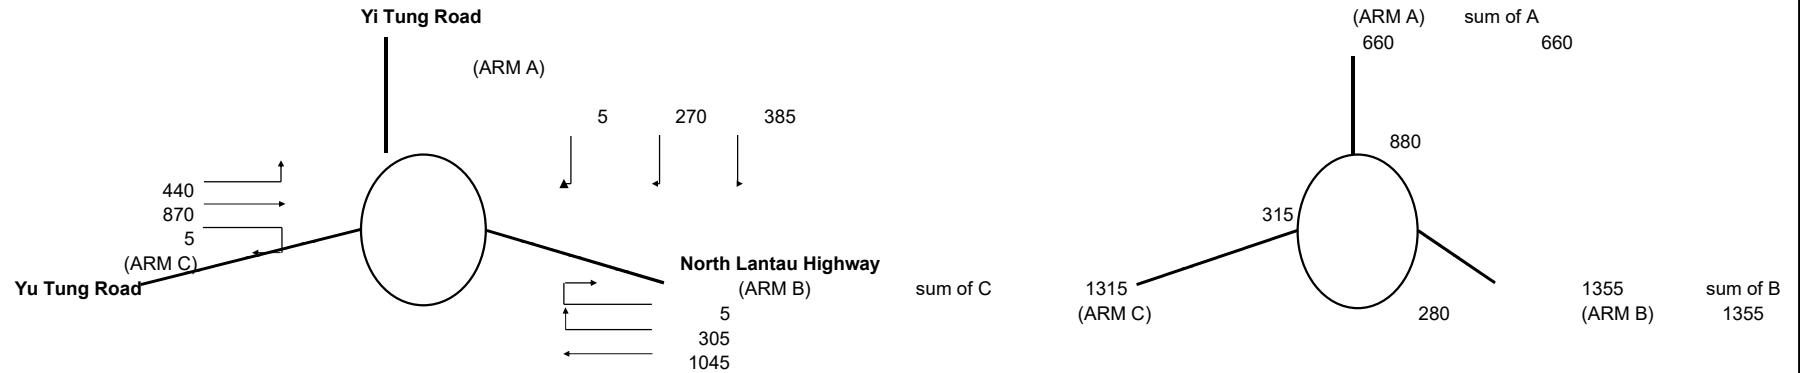 Yi Tung Road
(ARM A)
5 270 385
440
870
5
(ARM C)
Yu Tung Road
North Lantau Highway
(ARM B)
5
305
1045
(ARM A) sum of A
660 660
880
315
sum of C 1315
(ARM C)
280
1355 sum of B
(ARM B) 1355